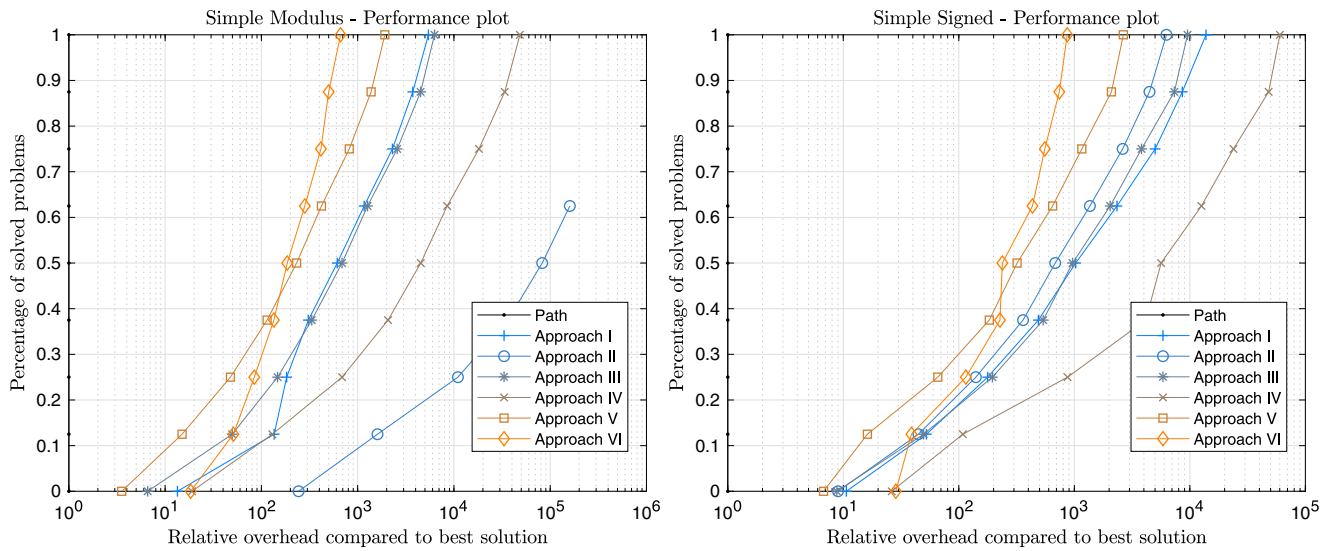 Simple Modulus - Performance plot
Percentage of solved problems
1
0.9
0.8
0.7
0.6
0.5
0.4
0.3
0.2
0.1
0
10^0
10^1
10^2
10^3
10^4
10^5
10^6
Relative overhead compared to best solution
Path
Approach I
Approach II
Approach III
Approach IV
Approach V
Approach VI
Simple Signed - Performance plot
Percentage of solved problems
1
0.9
0.8
0.7
0.6
0.5
0.4
0.3
0.2
0.1
0
10^0
10^1
10^2
10^3
10^4
10^5
Relative overhead compared to best solution
Path
Approach I
Approach II
Approach III
Approach IV
Approach V
Approach VI